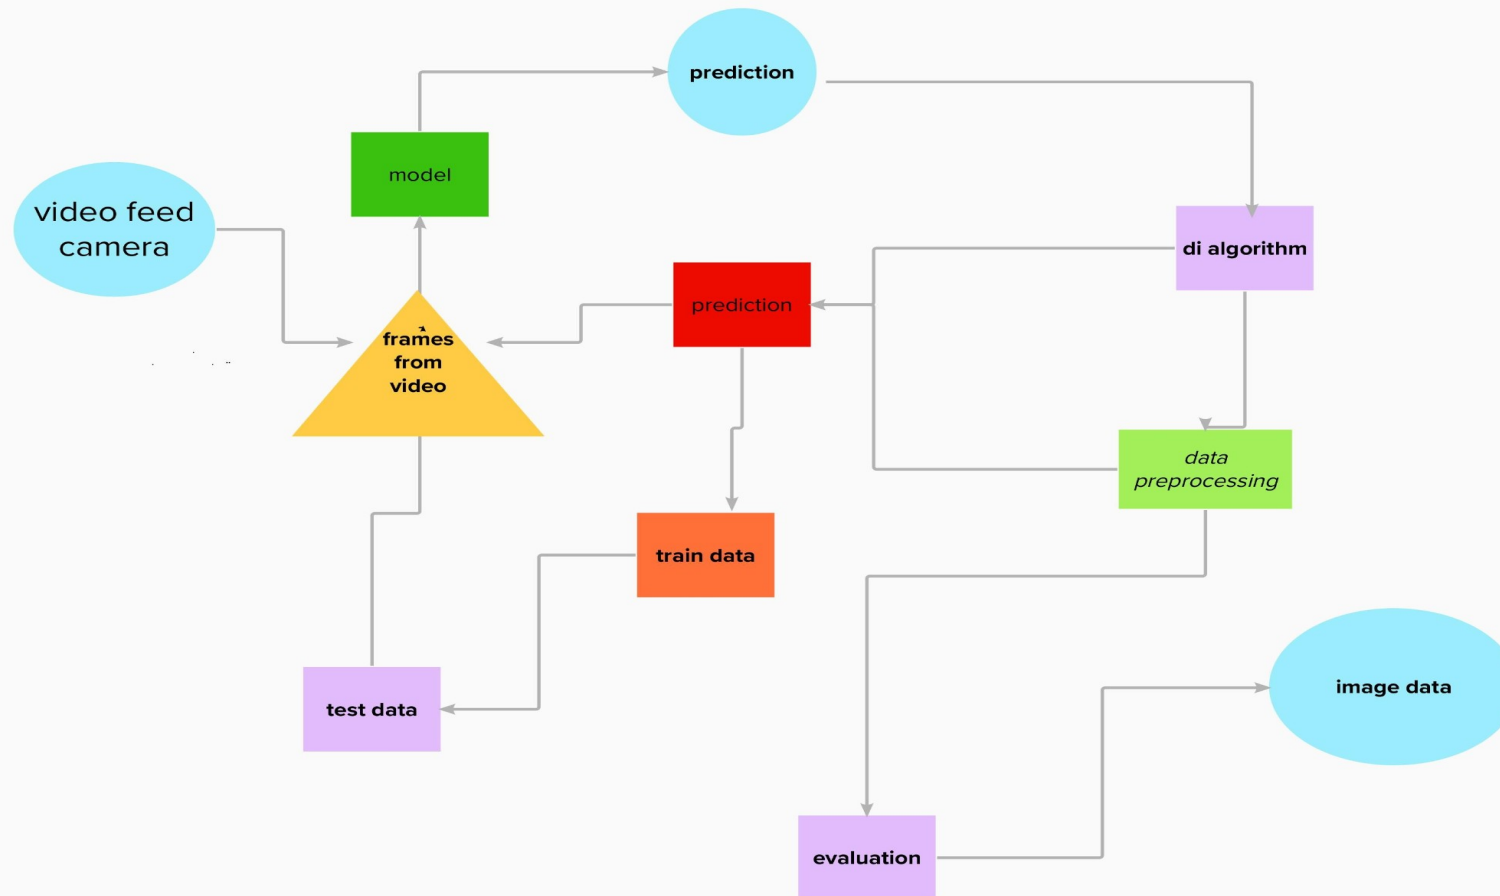 prediction
model
video feed
camera
di algorithm
prediction
frames
from
video
data
preprocessing
train data
image data
test data
evaluation